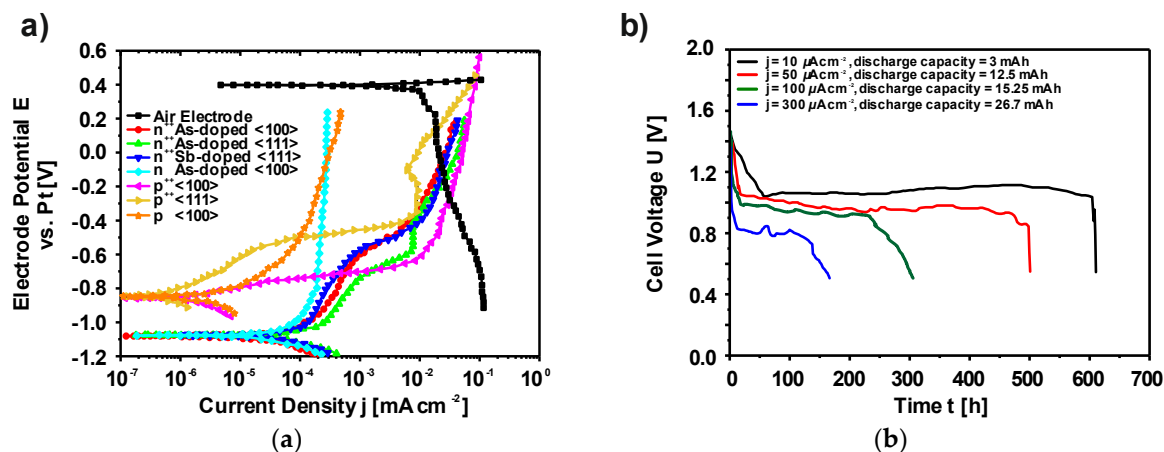 a)
0.6
0.4
0.2
0.0
-0.2
-0.4
-0.6
-0.8
-1.0
-1.2
Electrode Potential E
vs. Pt [V]
Air Electrode
n++As-doped <100>
n++As-doped <111>
n++Sb-doped <111>
n As-doped <100>
p++<100>
p++<111>
p <100>
10-7 10-6 10-5 10-4 10-3 10-2 10-1 100
Current Density j [mAcm-2]
(a)
b)
2.0
1.6
1.2
0.8
0.4
0.0
Cell Voltage U [V]
j = 10 µAcm-2, discharge capacity = 3 mAh
j = 50 µAcm-2, discharge capacity = 12.5 mAh
j = 100 µAcm-2, discharge capacity = 15.25 mAh
j = 300 µAcm-2, discharge capacity = 26.7 mAh
0 100 200 300 400 500 600 700
Time t [h]
(b)